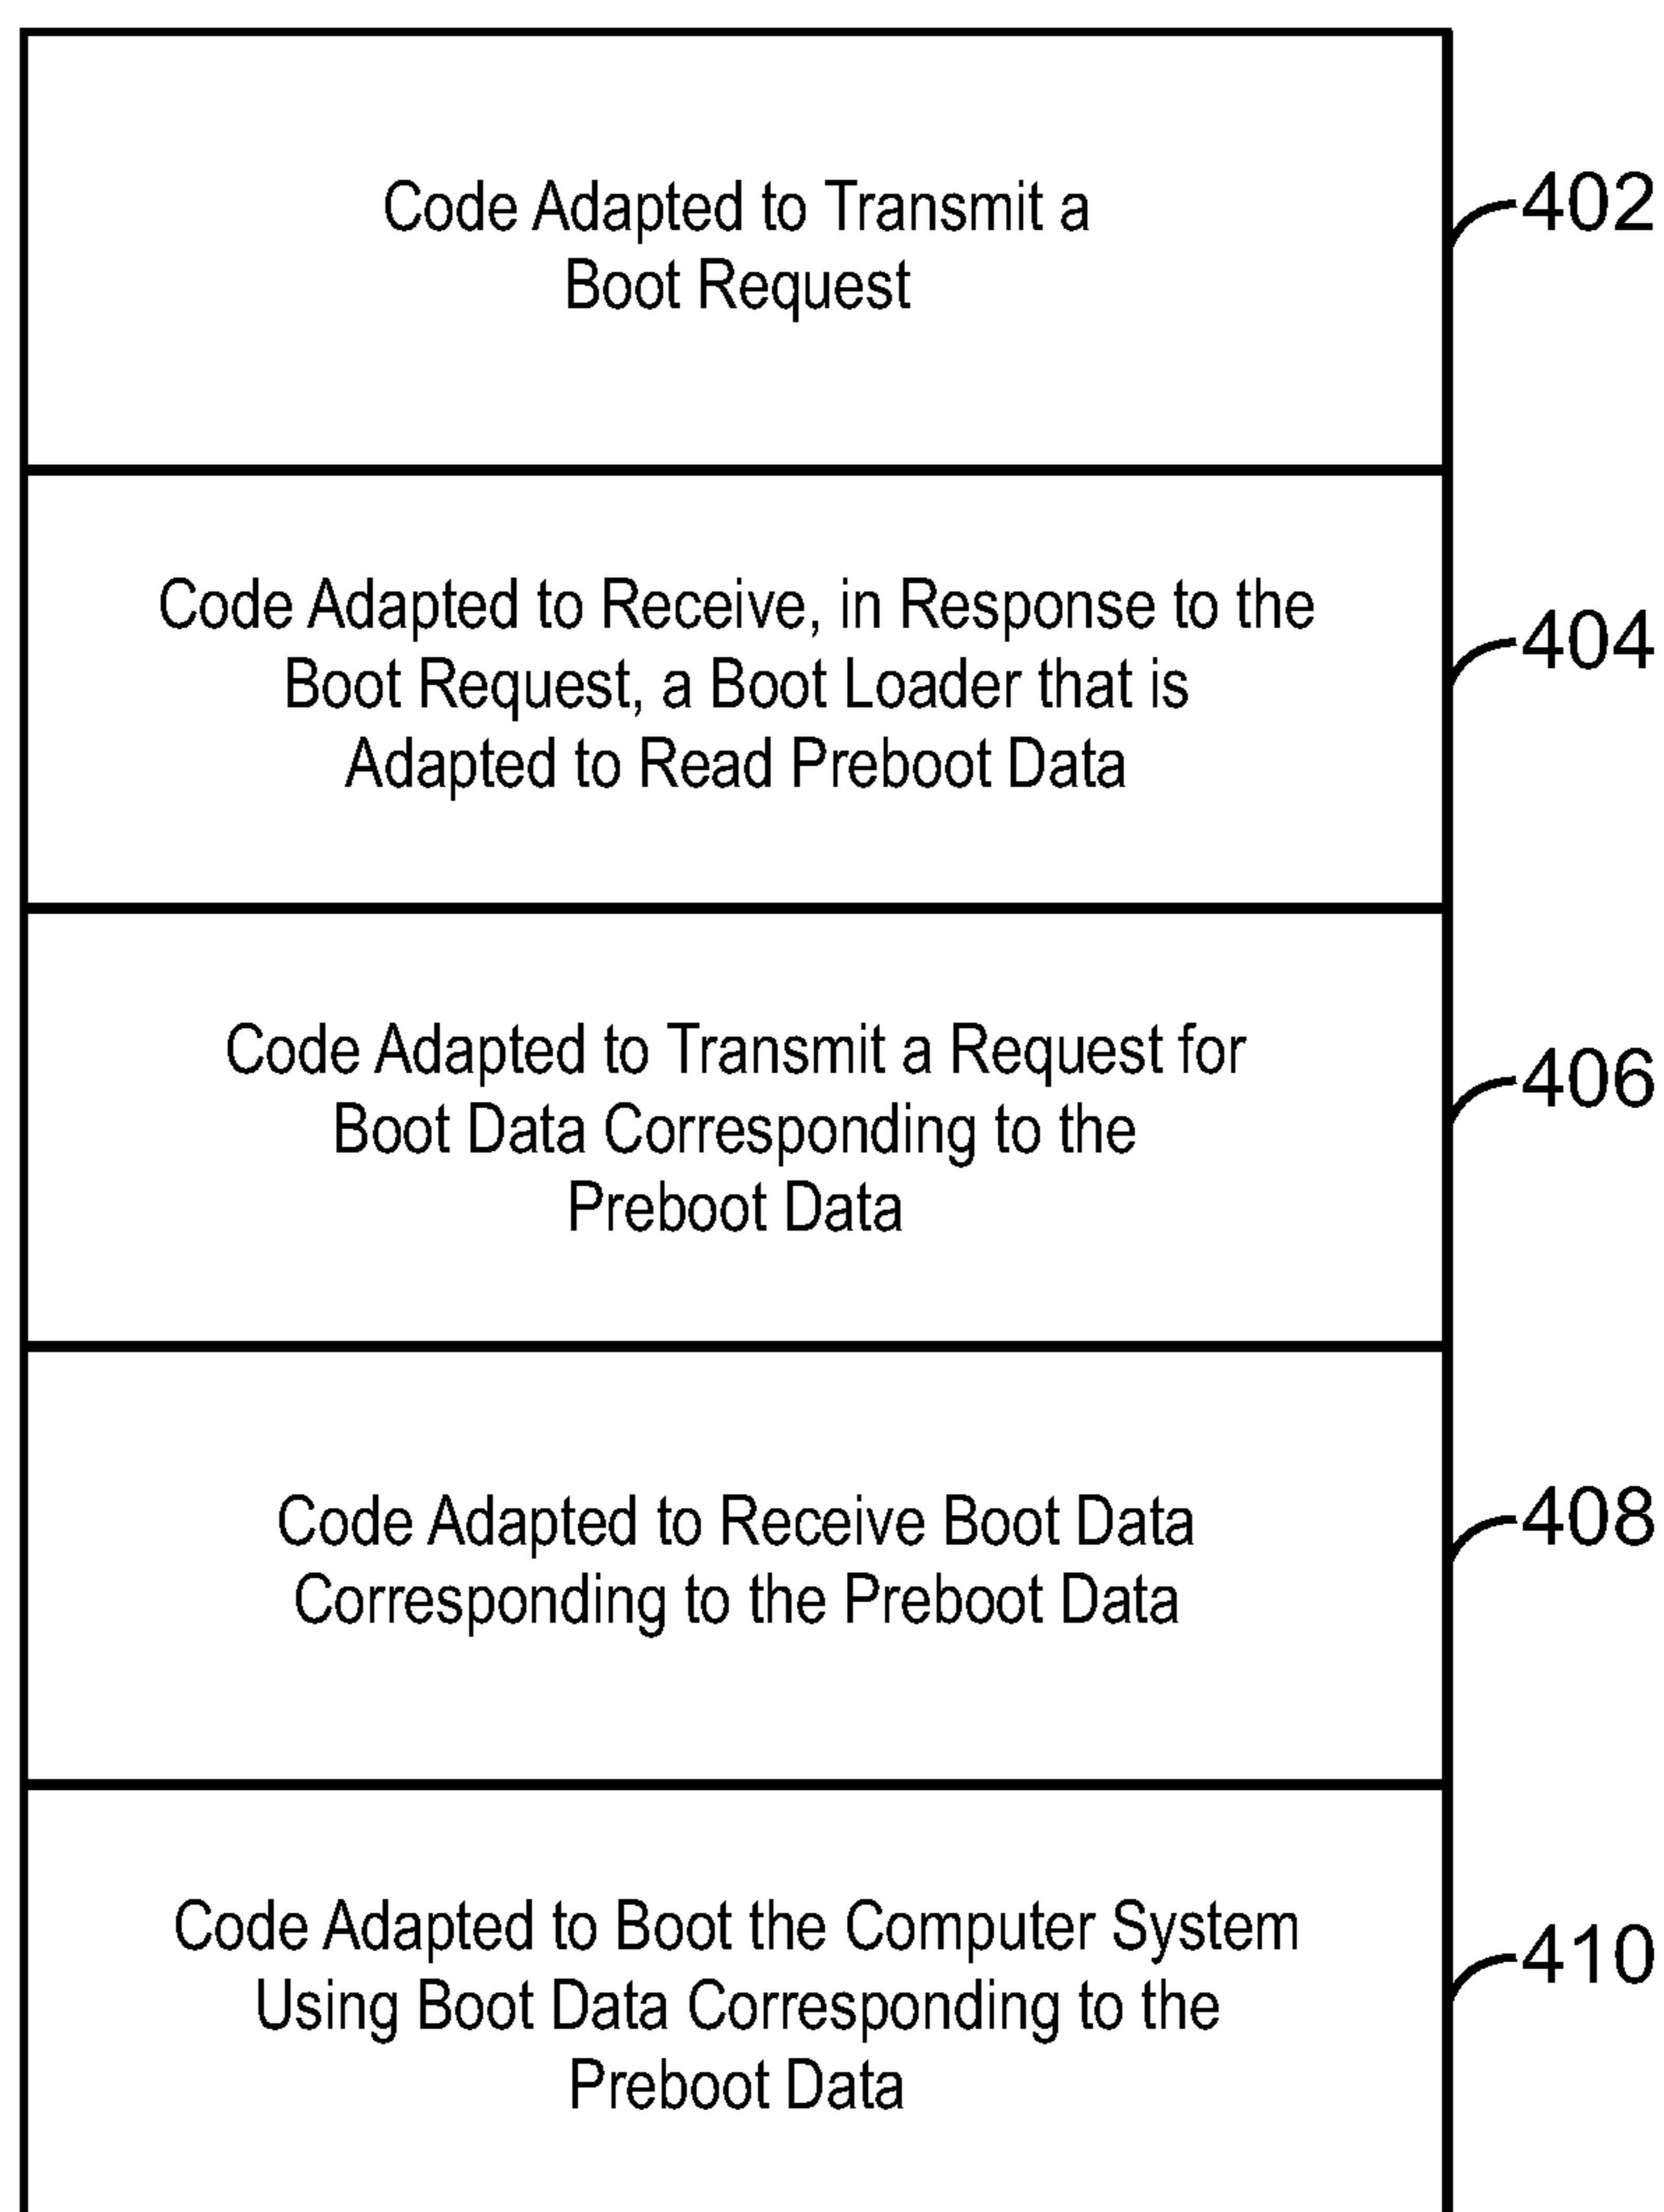 Code Adapted to Transmit a
Boot Request
402
Code Adapted to Receive, in Response to the
Boot Request, a Boot Loader that is
Adapted to Read Preboot Data
404
Code Adapted to Transmit a Request for
Boot Data Corresponding to the
Preboot Data
406
Code Adapted to Receive Boot Data
Corresponding to the Preboot Data
408
Code Adapted to Boot the Computer System
Using Boot Data Corresponding to the
Preboot Data
410